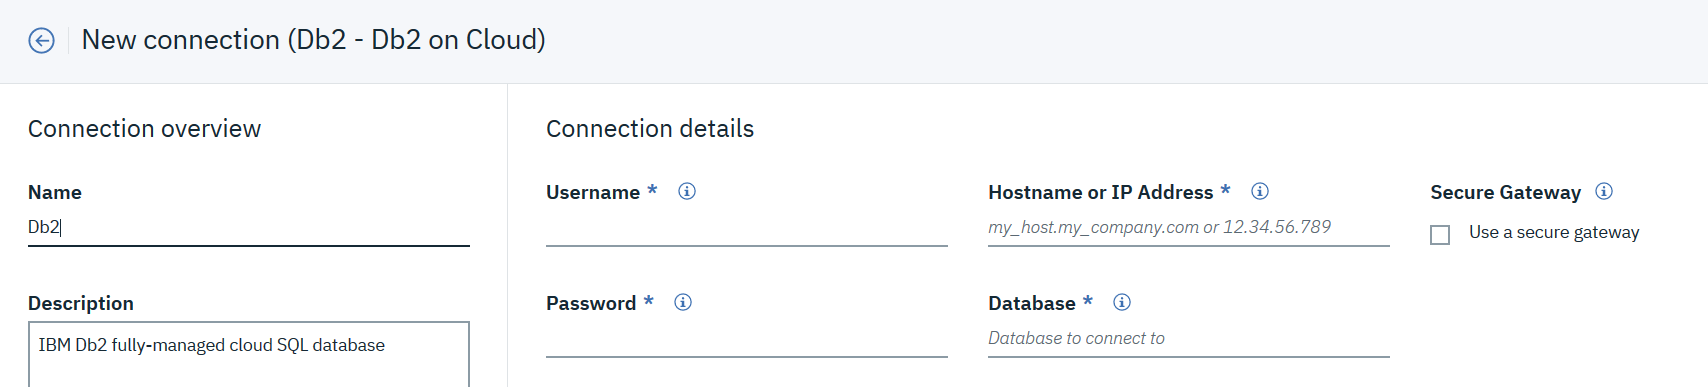 New connection (Db2 - Db2 on Cloud)
Connection overview
Name
Db2
Description
IBM Db2 fully-managed cloud SQL database
Connection details
Username *
Hostname or IP Address *
my_host.my_company.com or 12.34.56.789
Secure Gateway
Use a secure gateway
Password *
Database *
Database to connect to